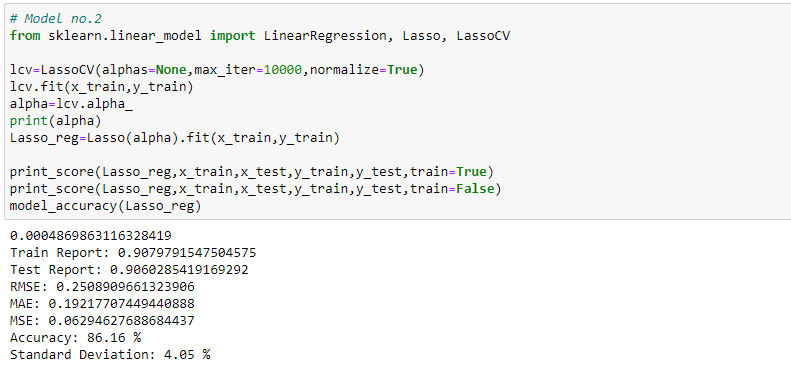 # Model no.2
from sklearn.linear_model import LinearRegression, Lasso, LassoCV
lcv=LassoCV(alphas=None,max_iter=10000,normalize=True)
lcv.fit(x_train,y_train)
alpha=lcv.alpha_
print(alpha)
Lasso_reg=Lasso(alpha).fit(x_train,y_train)
print_score(Lasso_reg,x_train,x_test,y_train,y_test,train=True)
print_score(Lasso_reg,x_train,x_test,y_train,y_test,train=False)
model_accuracy(Lasso_reg)
0.0004869863116328419
Train Report: 0.9079791547504575
Test Report: 0.9060285419169292
RMSE: 0.2508909661323906
MAE: 0.19217707449440888
MSE: 0.06294627688684437
Accuracy: 86.16 %
Standard Deviation: 4.05 %